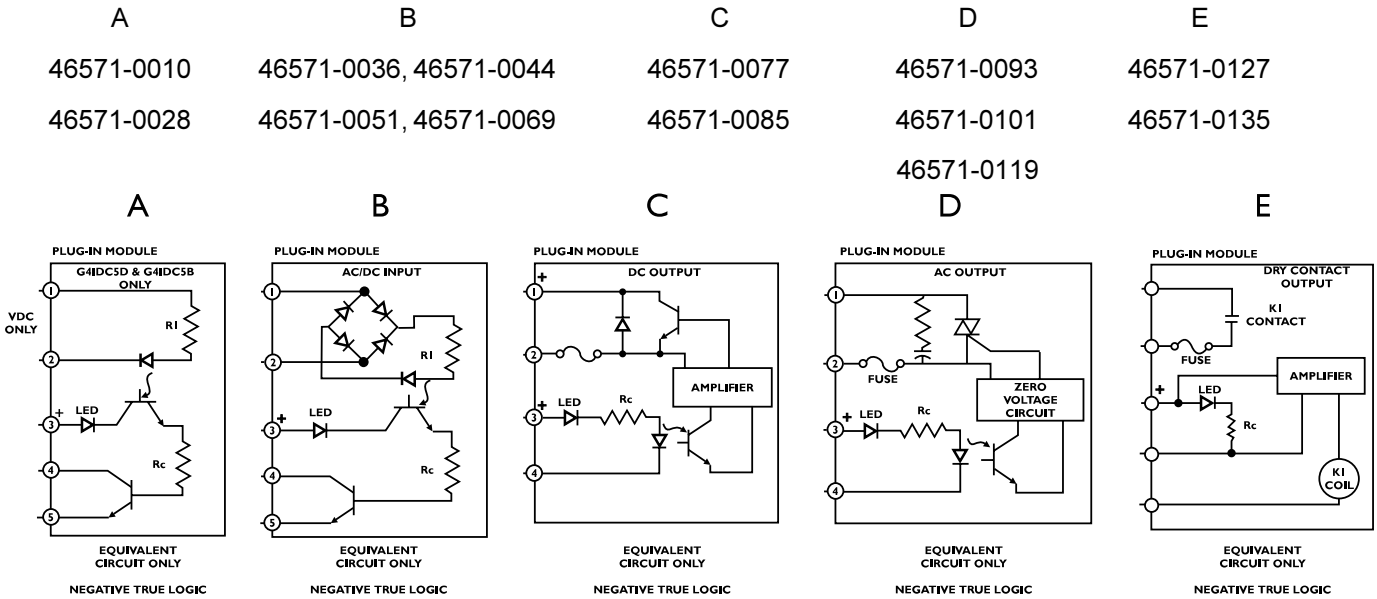 A B C D E
46571-0010 46571-0036, 46571-0044 46571-0077 46571-0093 46571-0127
46571-0028 46571-0051, 46571-0069 46571-0085 46571-0101 46571-0135
46571-0119
A B C D E
PLUG-IN MODULE PLUG-IN MODULE PLUG-IN MODULE PLUG-IN MODULE PLUG-IN MODULE
G4IDC5D & G4IDC5B AC/DC INPUT + DC OUTPUT AC OUTPUT DRY CONTACT
ONLY OUTPUT
1 1 1 1
VDC
ONLY
K1
CONTACT
R1 R1
2 2 2 2
FUSE FUSE
AMPLIFIER AMPLIFIER
ZERO
VOLTAGE
CIRCUIT
+ LED + LED + LED Rc + LED Rc + LED
3 3 3 3
Rc
Rc Rc
4 4 4 4
K1
COIL
5 5
EQUIVALENT EQUIVALENT EQUIVALENT EQUIVALENT EQUIVALENT
CIRCUIT ONLY CIRCUIT ONLY CIRCUIT ONLY CIRCUIT ONLY CIRCUIT ONLY
NEGATIVE TRUE LOGIC NEGATIVE TRUE LOGIC NEGATIVE TRUE LOGIC NEGATIVE TRUE LOGIC NEGATIVE TRUE LOGIC